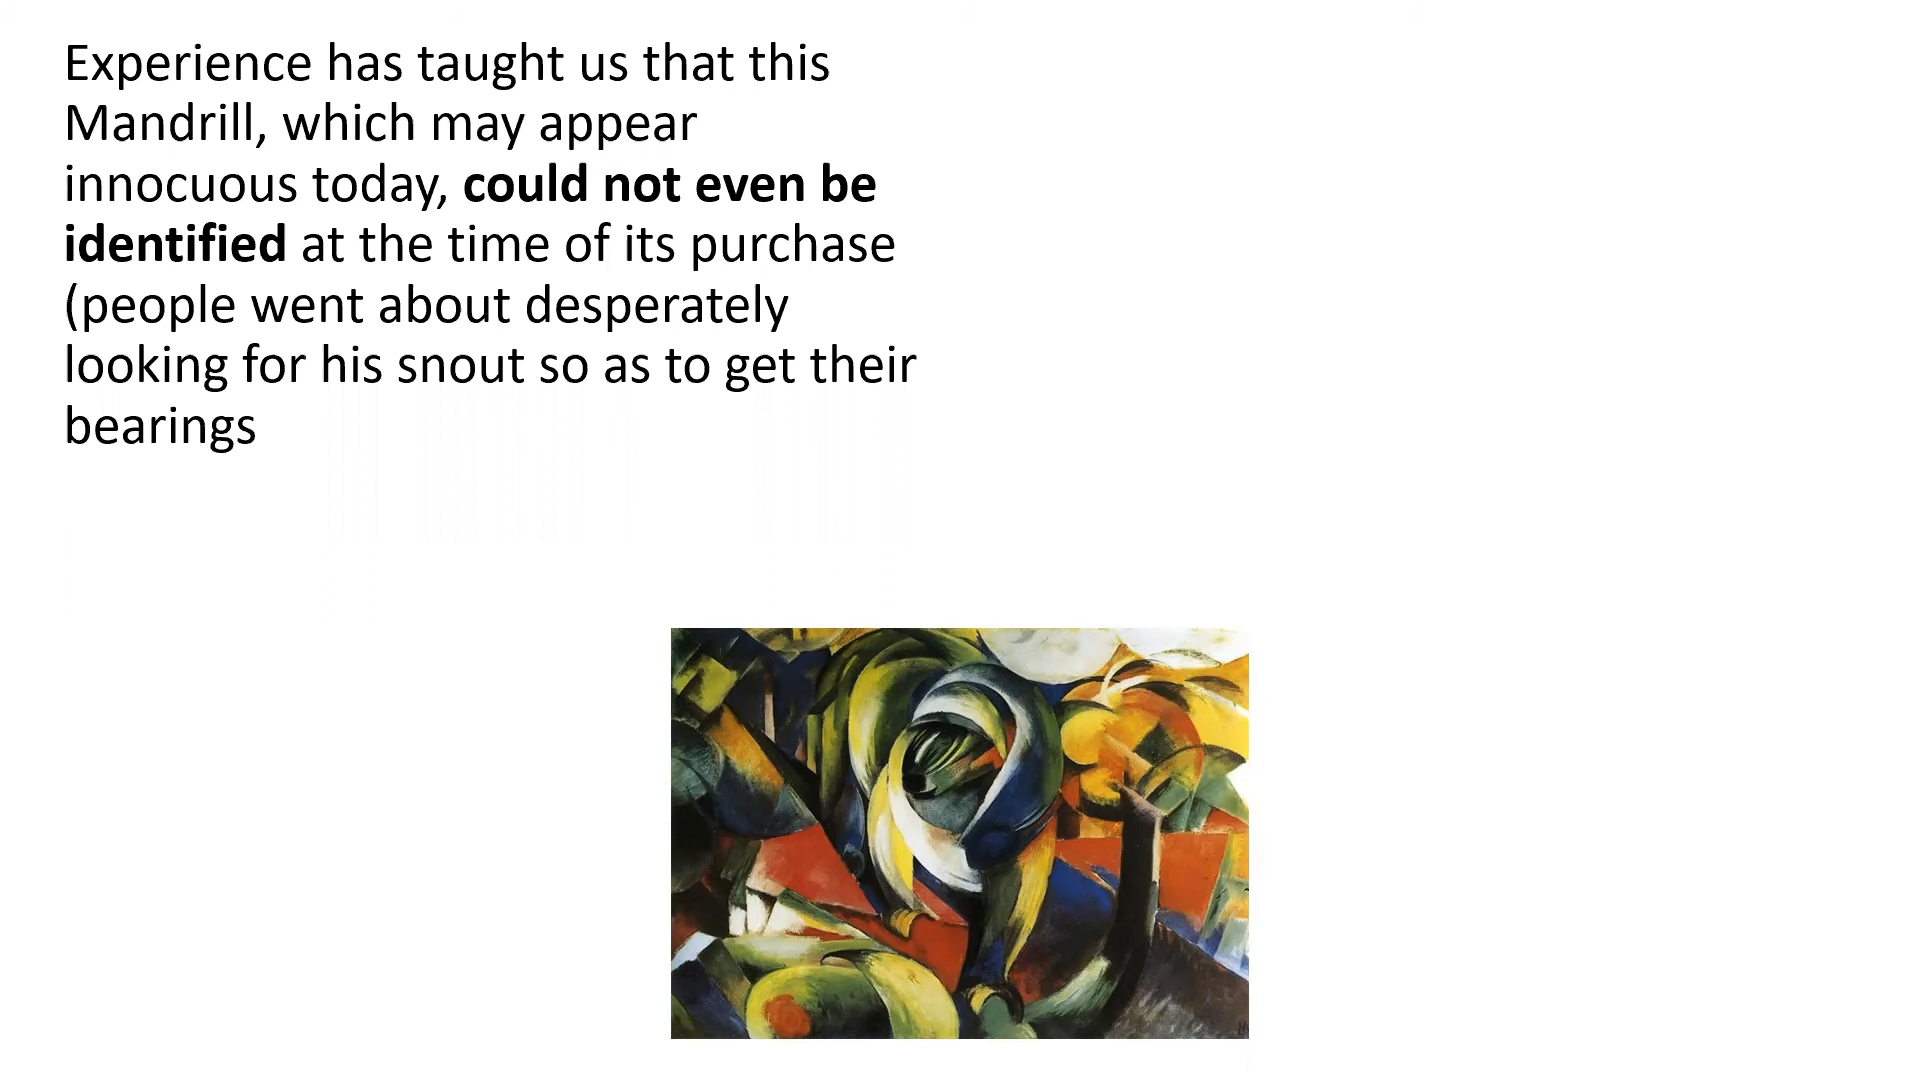 Experience has taught us that this
Mandrill, which may appear
innocuous today, could not even be
identified at the time of its purchase
(people went about desperately
looking for his snout so as to get their
bearings